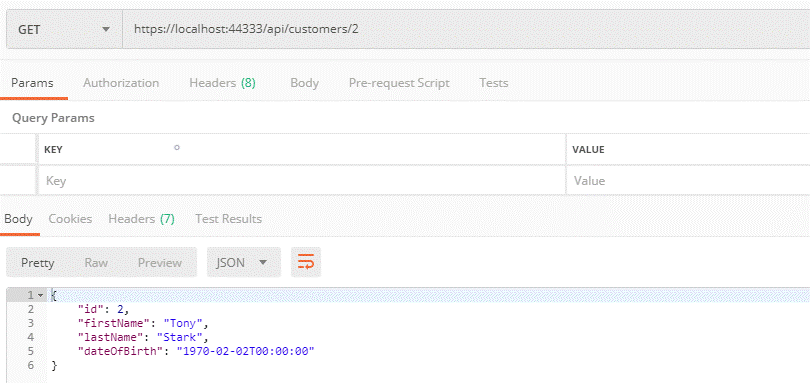 GET https://localhost:44333/api/customers/2
Params Authorization Headers (8) Body Pre-request Script Tests
Query Params
KEY VALUE
Key Value
Body Cookies Headers (7) Test Results
Pretty Raw Preview JSON
1 {
2 "id": 2,
3 "firstName": "Tony",
4 "lastName": "Stark",
5 "dateOfBirth": "1970-02-02T00:00:00"
6 }